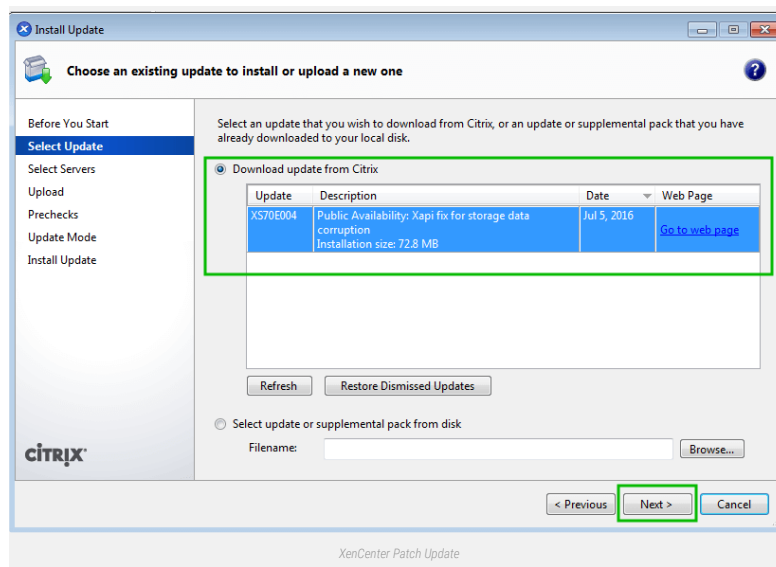 Install Update
Choose an existing update to install or upload a new one
?
Before You Start
Select Update
Select Servers
Upload
Prechecks
Update Mode
Install Update
CİTRIX
Select an update that you wish to download from Citrix, or an update or supplemental pack that you have
already downloaded to your local disk.
Download update from Citrix
Update Description Date Web Page
XS70E004 Public Availability: Xapi fix for storage data Jul 5, 2016
corruption Go to web page
Installation size: 72.8 MB
Refresh Restore Dismissed Updates
Select update or supplemental pack from disk
Filename: Browse...
< Previous Next > Cancel
XenCenter Patch Update